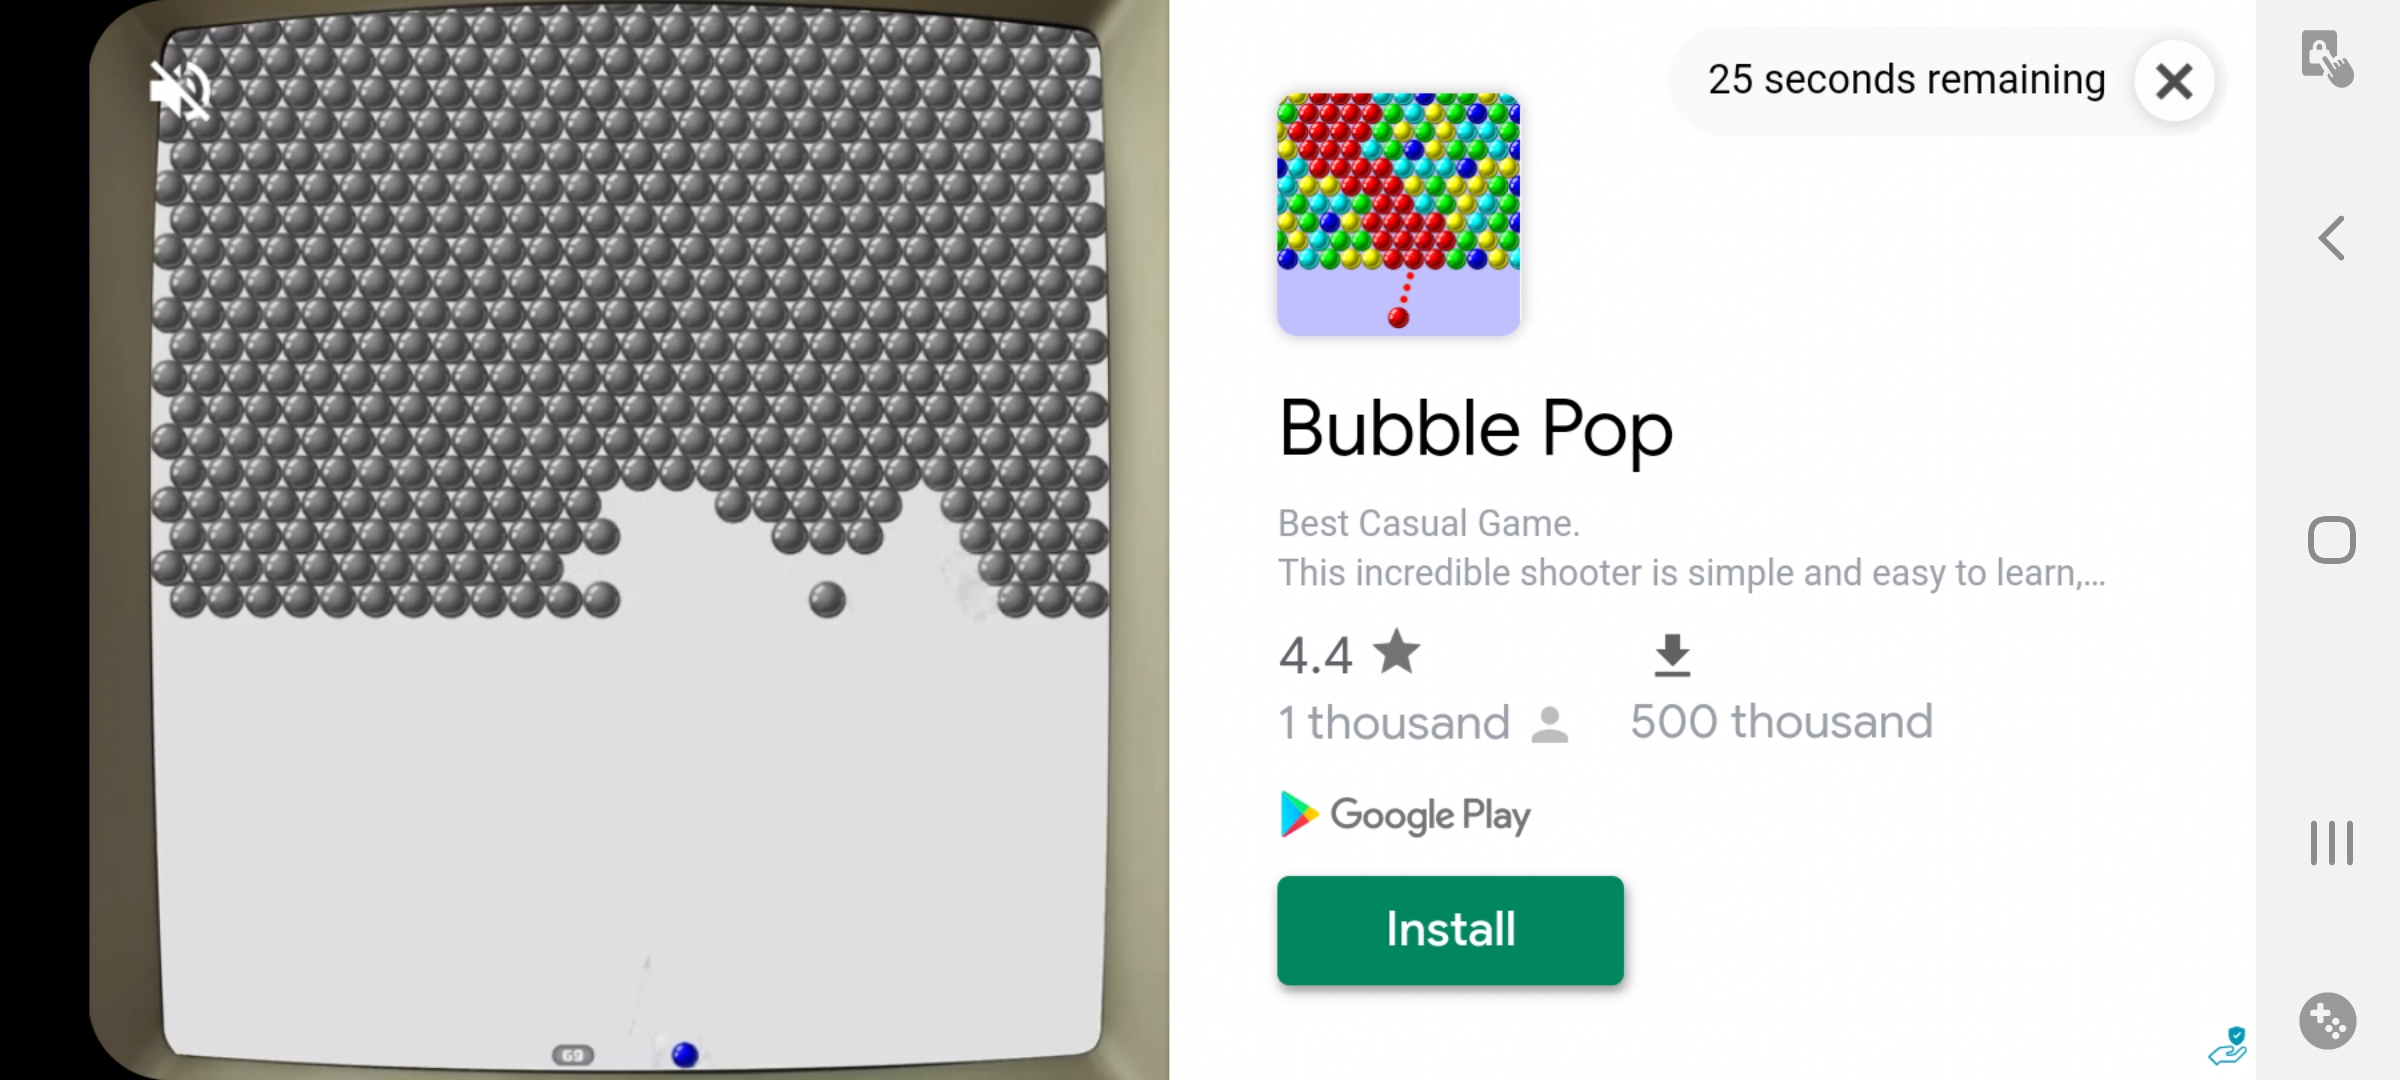 25 seconds remaining
Bubble Pop
Best Casual Game.
This incredible shooter is simple and easy to learn,...
4.4
1 thousand
500 thousand
Google Play
Install
69